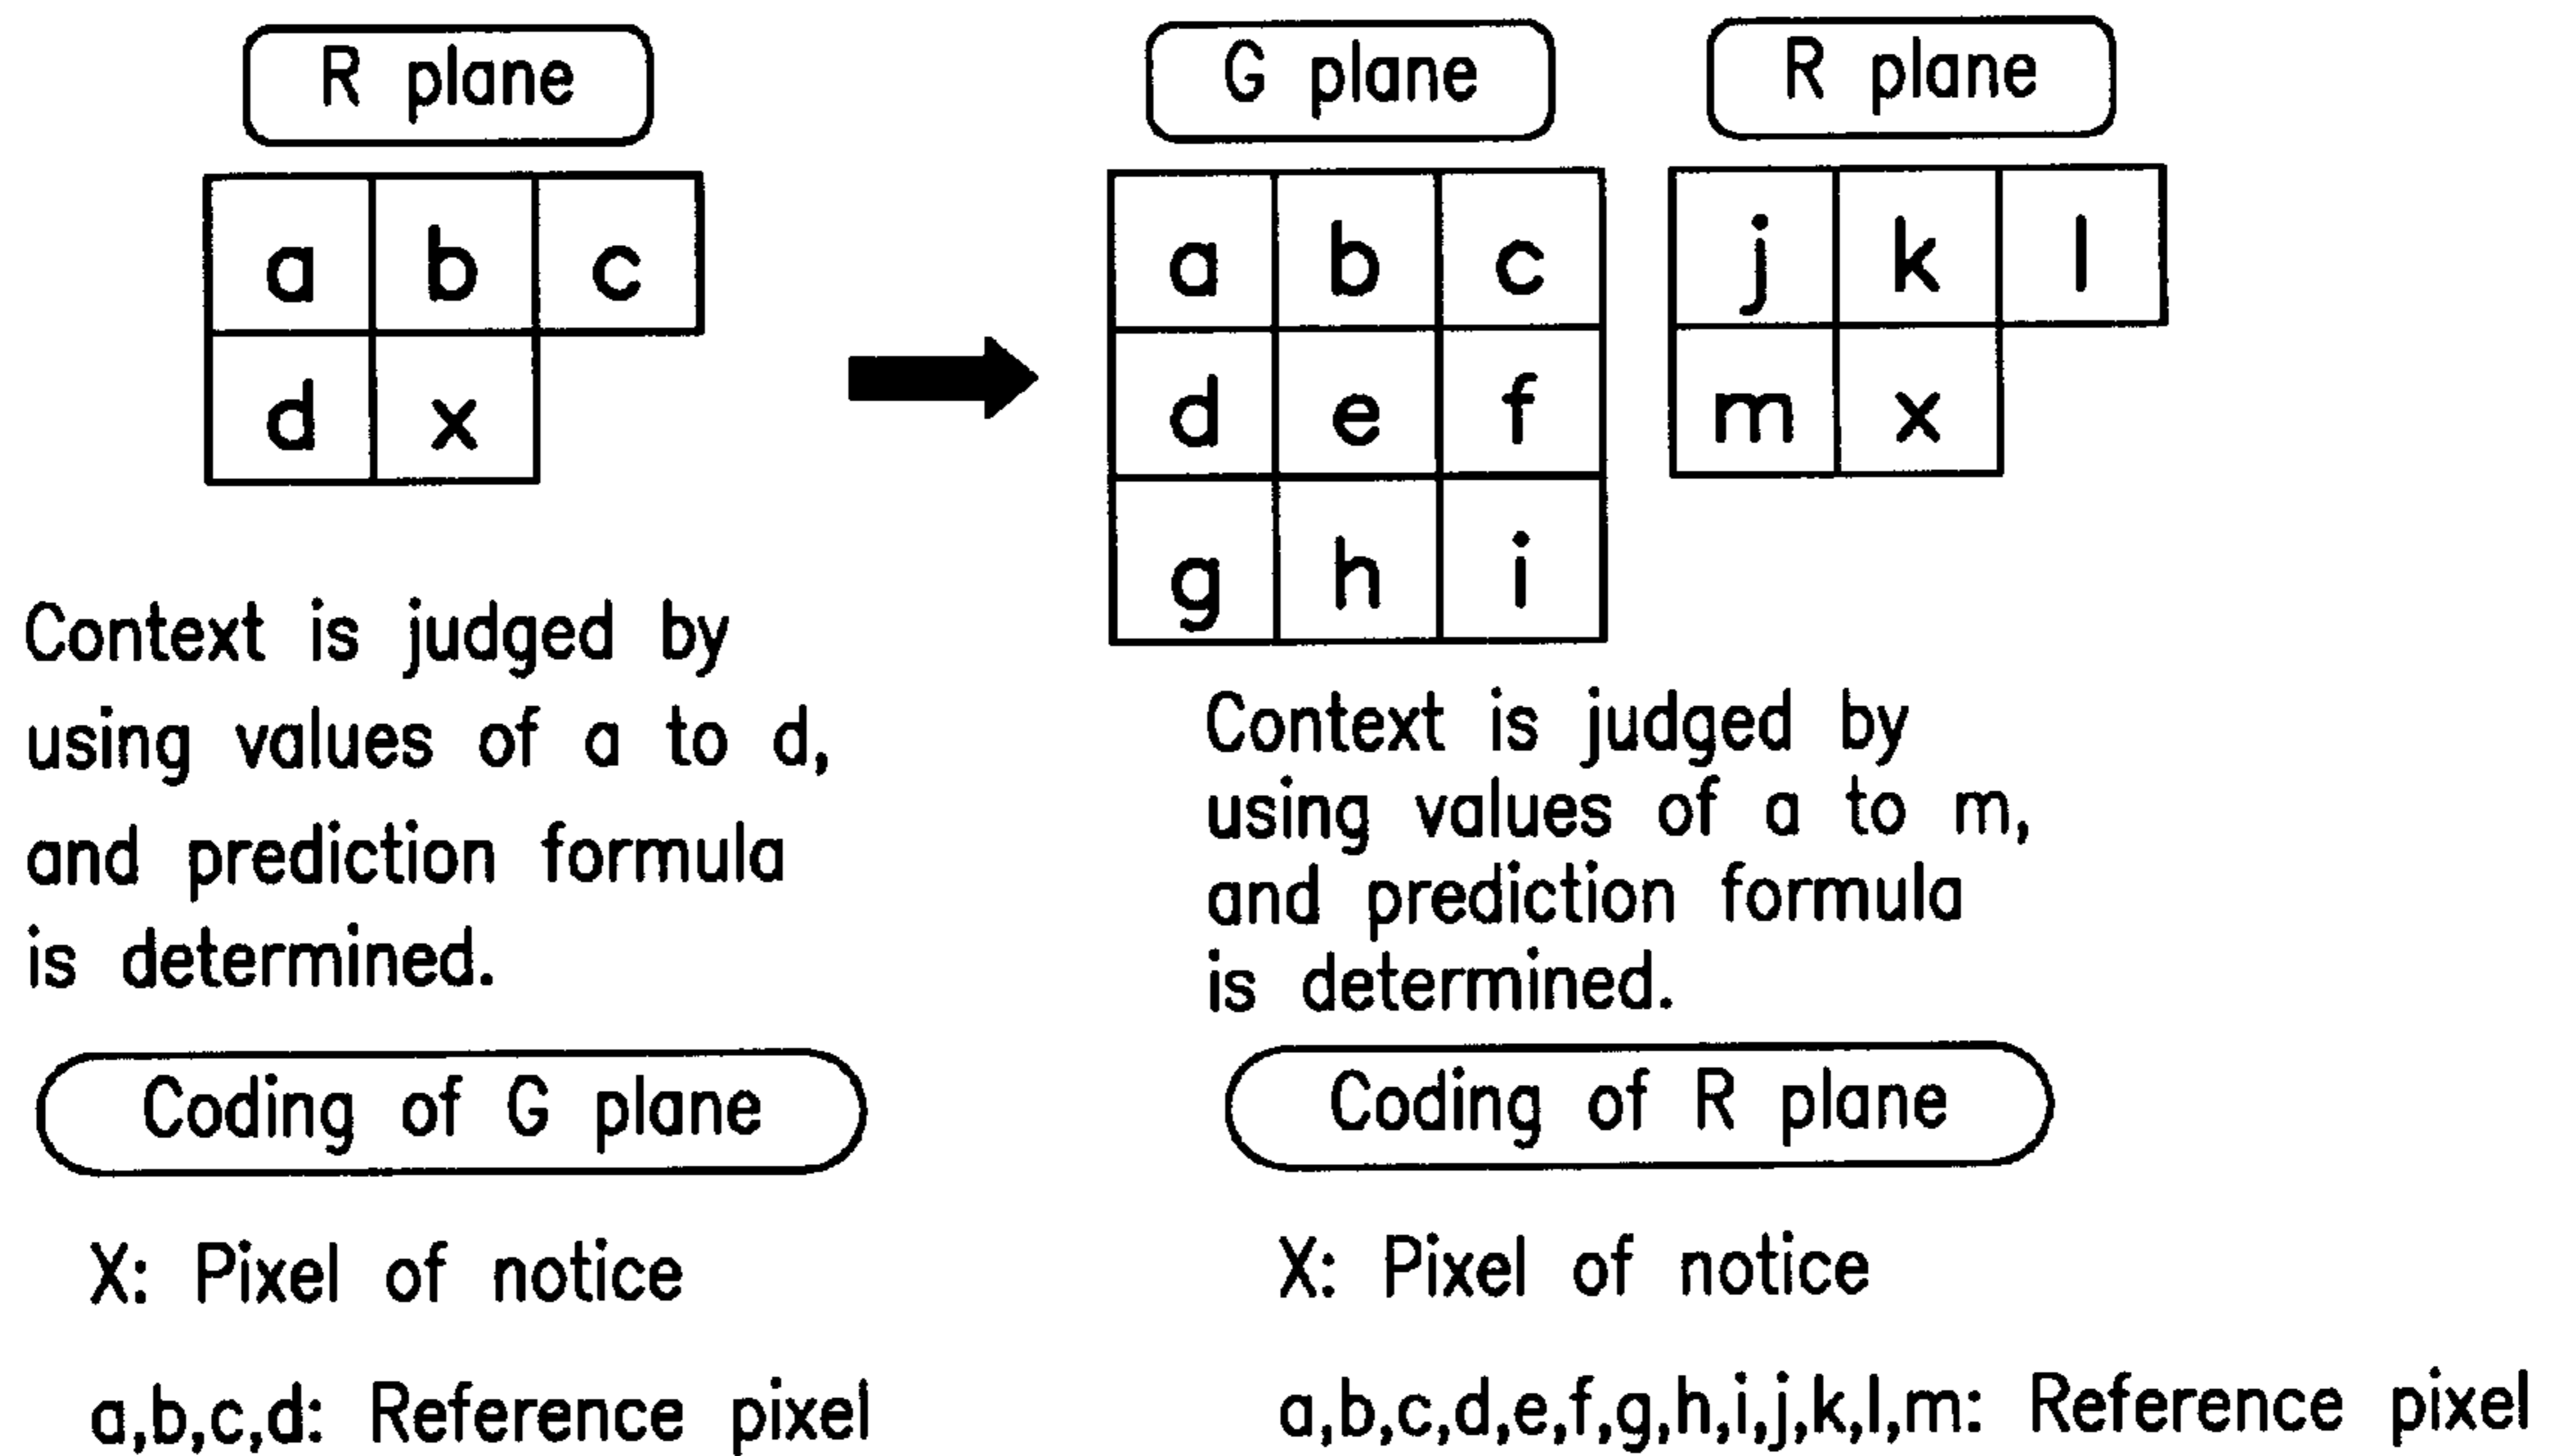 R plane
a b c
d x
Context is judged by
using values of a to d,
and prediction formula
is determined.
Coding of G plane
X: Pixel of notice
a,b,c,d: Reference pixel
G plane
R plane
a b c
d e f
g h i
j k l
m x
Context is judged by
using values of a to m,
and prediction formula
is determined.
Coding of R plane
X: Pixel of notice
a,b,c,d,e,f,g,h,i,j,k,l,m: Reference pixel